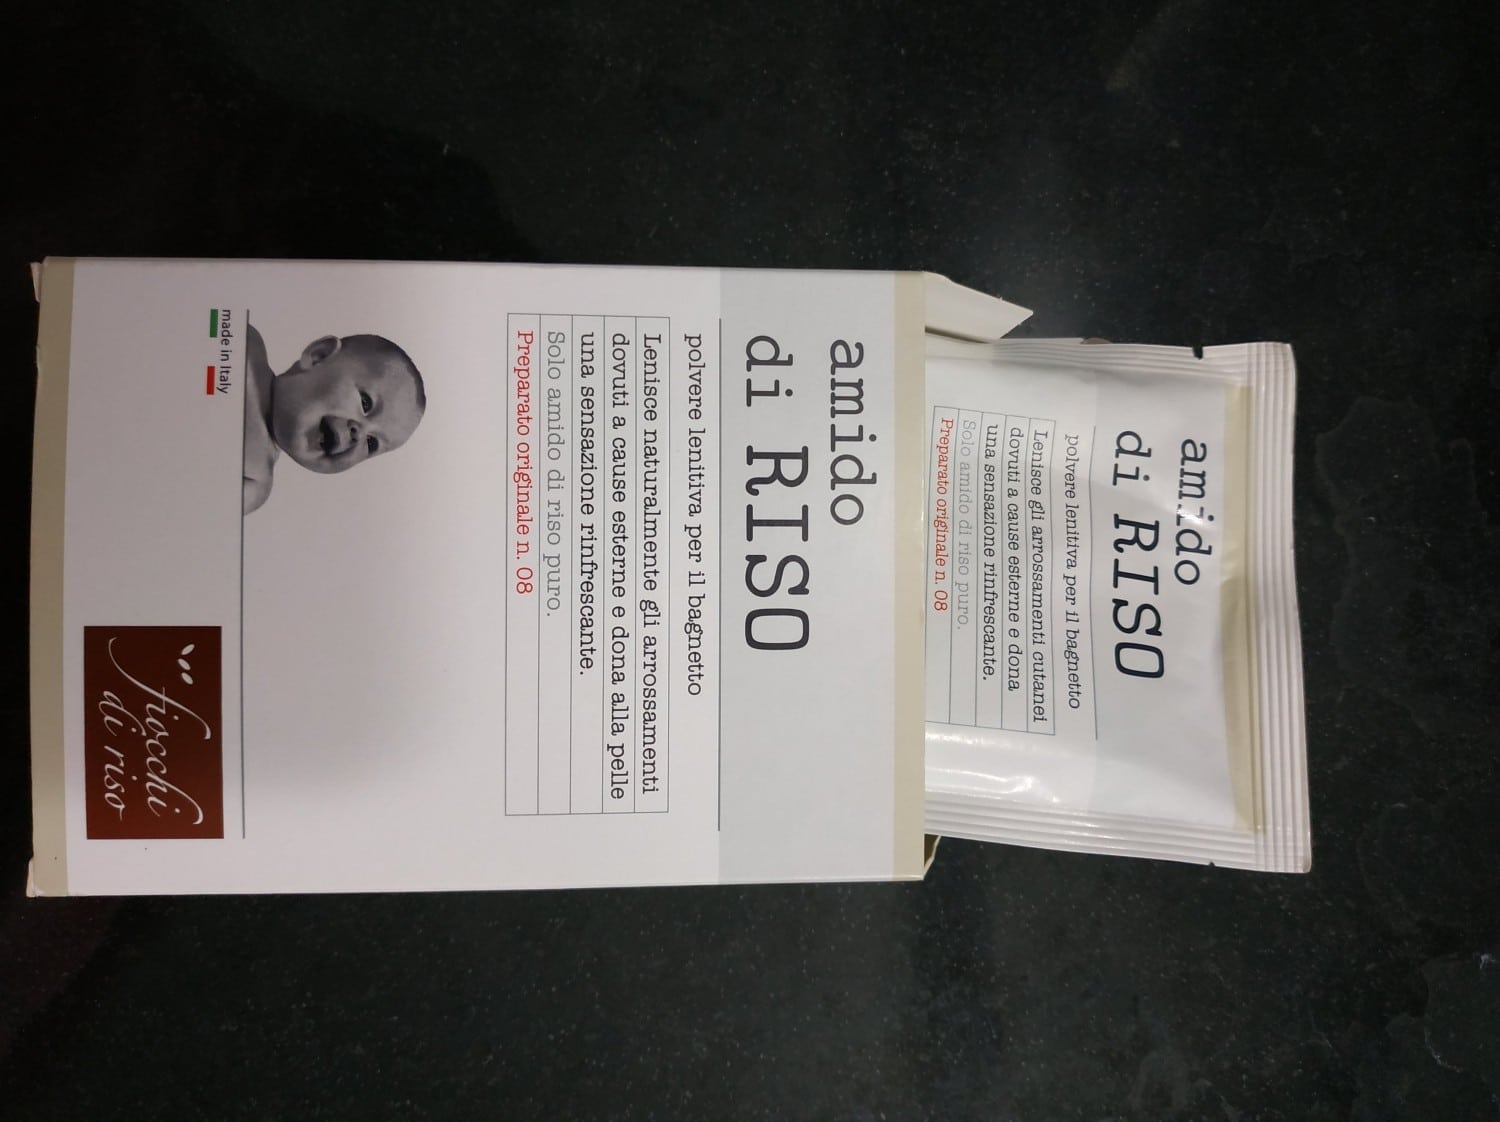 amido
di RISO
polvere lenitiva per il bagnetto
Lenisce naturalmente gli arrossamenti
dovuti a cause esterne e dona alla pelle
una sensazione rinfrescante.
Solo amido di riso puro.
Preparato originale n. 08
made in Italy
fiocchi
di riso
amido
di RISO
polvere lenitiva per il bagnetto
Lenisce gli arrossamenti cutanei
dovuti a cause esterne e dona
una sensazione rinfrescante.
Solo amido di riso puro.
Preparato originale n. 08